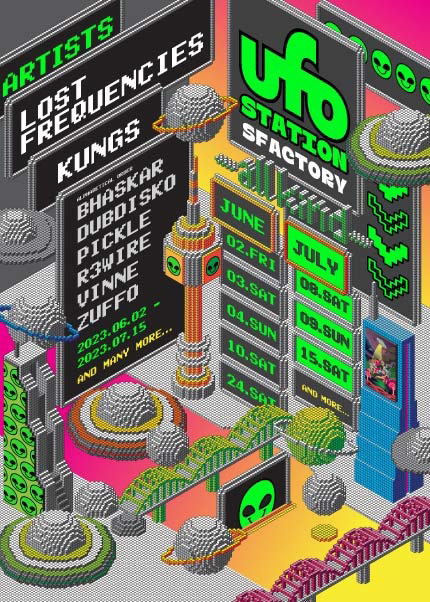 ARTISTS
LOST
FREQUENCIES
KUNGS
ALPHABETICAL ORDER
BHASKAR
DUBDISKO
PICKLE
R3WIRE
VINNE
ZUFFO
2023.06.02 -
2023.07.15
AND MANY MORE...
ufo
STATION
SFACTORY
JUNE
02.FRI
03.SAT
04.SUN
10.SAT
24.SAT
JULY
08.SAT
09.SUN
15.SAT
AND MORE...